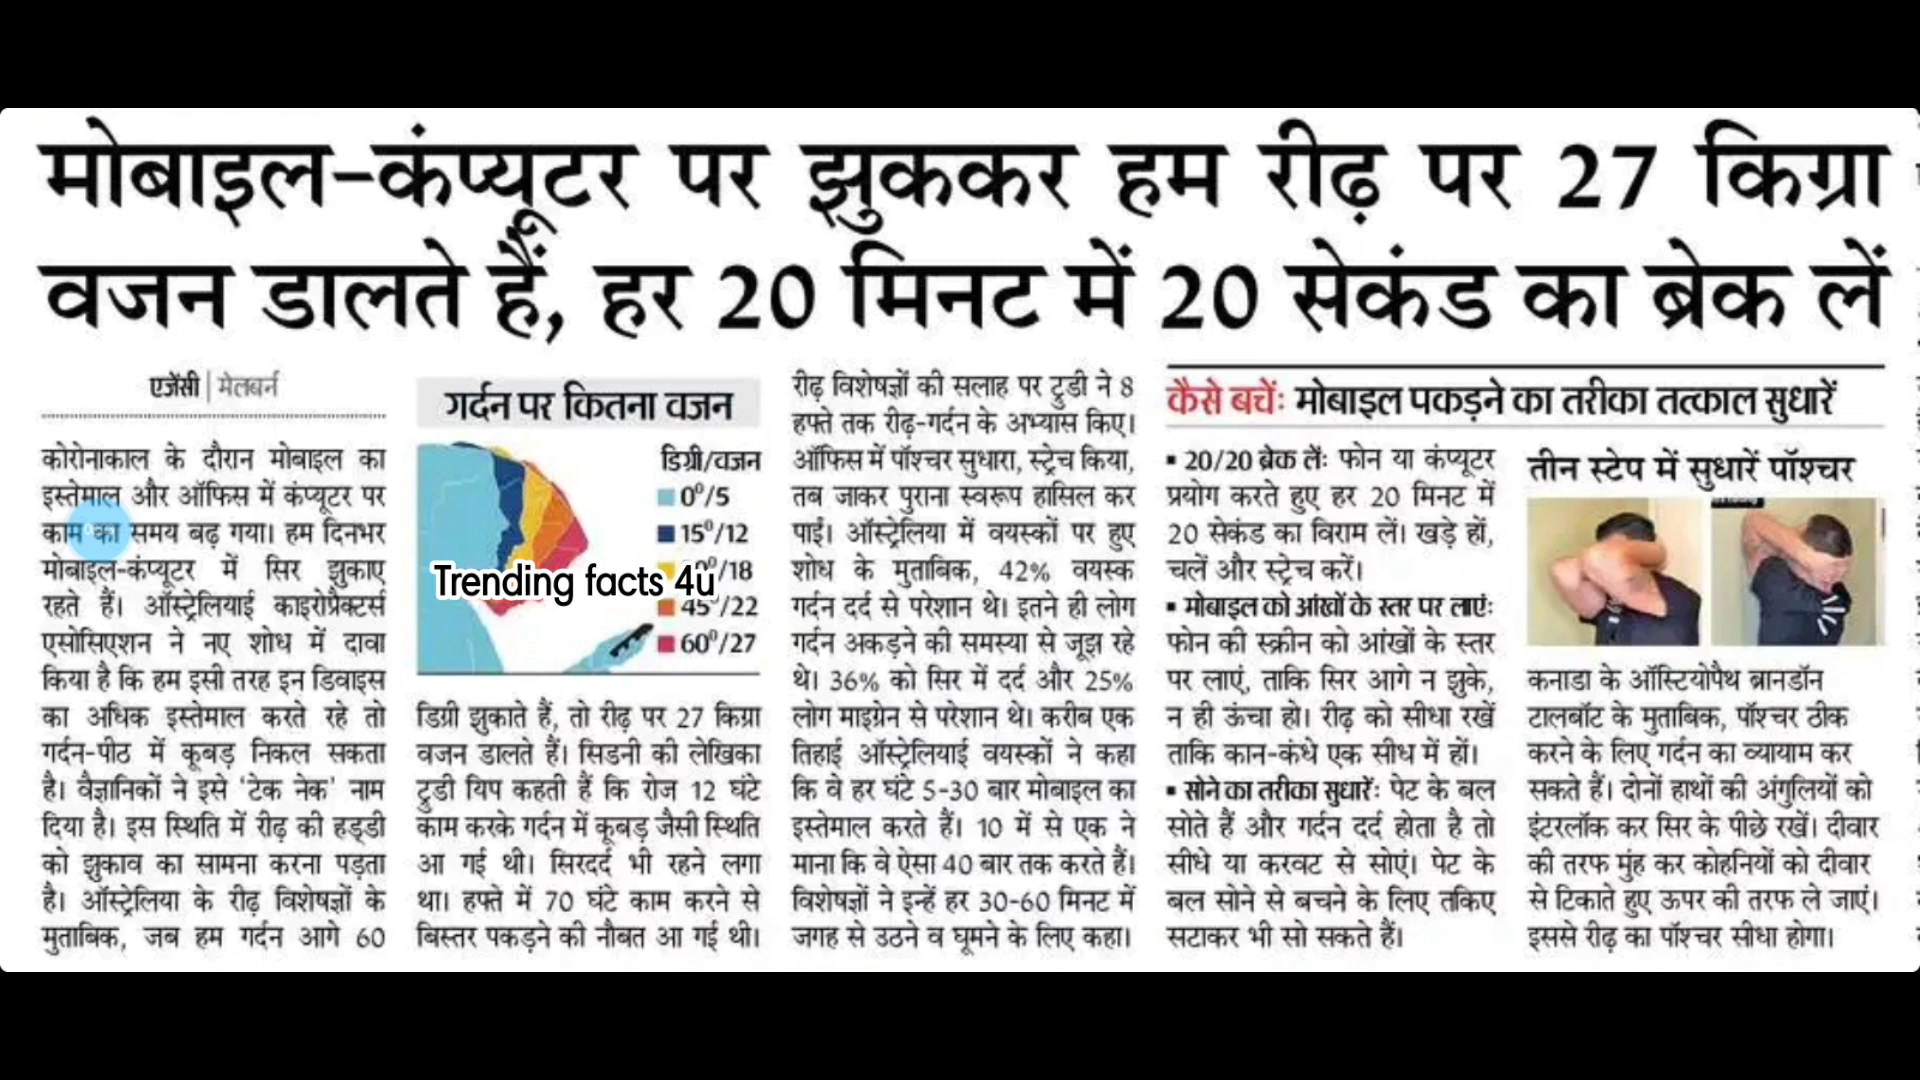 मोबाइल-कंप्यूटर पर झुककर हम रीढ़ पर 27 किग्रा
वजन डालते हैं, हर 20 मिनट में 20 सेकंड का ब्रेक लें
एजेंसी | मेलबर्न
कोरोनाकाल के दौरान मोबाइल का
इस्तेमाल और ऑफिस में कंप्यूटर पर
काम का समय बढ़ गया। हम दिनभर
मोबाइल-कंप्यूटर में सिर झुकाए
रहते हैं। ऑस्ट्रेलियाई काइरोप्रैक्टर्स
एसोसिएशन ने नए शोध में दावा
किया है कि हम इसी तरह इन डिवाइस
का अधिक इस्तेमाल करते रहे तो
गर्दन-पीठ में कूबड़ निकल सकता
है। वैज्ञानिकों ने इसे 'टेक नेक' नाम
दिया है। इस स्थिति में रीढ़ की हड्डी
को झुकाव का सामना करना पड़ता
है। ऑस्ट्रेलिया के रीढ़ विशेषज्ञों के
मुताबिक, जब हम गर्दन आगे 60
गर्दन पर कितना वजन
डिग्री/वजन
0⁰/5
15⁰/12
0⁰/18
45⁰/22
60⁰/27
Trending facts 4u
डिग्री झुकाते हैं, तो रीढ़ पर 27 किग्रा
वजन डालते हैं। सिडनी की लेखिका
ट्रुडी यिप कहती हैं कि रोज 12 घंटे
काम करके गर्दन में कूबड़ जैसी स्थिति
आ गई थी। सिरदर्द भी रहने लगा
था। हफ्ते में 70 घंटे काम करने से
बिस्तर पकड़ने की नौबत आ गई थी।
रीढ़ विशेषज्ञों की सलाह पर ट्रुडी ने 8
हफ्ते तक रीढ़-गर्दन के अभ्यास किए।
ऑफिस में पॉश्चर सुधारा, स्ट्रेच किया,
तब जाकर पुराना स्वरूप हासिल कर
पाईं। ऑस्ट्रेलिया में वयस्कों पर हुए
शोध के मुताबिक, 42% वयस्क
गर्दन दर्द से परेशान थे। इतने ही लोग
गर्दन अकड़ने की समस्या से जूझ रहे
थे। 36% को सिर में दर्द और 25%
लोग माइग्रेन से परेशान थे। करीब एक
तिहाई ऑस्ट्रेलियाई वयस्कों ने कहा
कि वे हर घंटे 5-30 बार मोबाइल का
इस्तेमाल करते हैं। 10 में से एक ने
माना कि वे ऐसा 40 बार तक करते हैं।
विशेषज्ञों ने इन्हें हर 30-60 मिनट में
जगह से उठने व घूमने के लिए कहा।
कैसे बचें: मोबाइल पकड़ने का तरीका तत्काल सुधारें
▪ 20/20 ब्रेक लें: फोन या कंप्यूटर
प्रयोग करते हुए हर 20 मिनट में
20 सेकंड का विराम लें। खड़े हों,
चलें और स्ट्रेच करें।
▪ मोबाइल को आंखों के स्तर पर लाएं:
फोन की स्क्रीन को आंखों के स्तर
पर लाएं, ताकि सिर आगे न झुके,
न ही ऊंचा हो। रीढ़ को सीधा रखें
ताकि कान-कंधे एक सीध में हों।
▪ सोने का तरीका सुधारें: पेट के बल
सोते हैं और गर्दन दर्द होता है तो
सीधे या करवट से सोएं। पेट के
बल सोने से बचने के लिए तकिए
सटाकर भी सो सकते हैं।
तीन स्टेप में सुधारें पॉश्चर
कनाडा के ऑस्टियोपैथ ब्रानडॉन
टालबॉट के मुताबिक, पॉश्चर ठीक
करने के लिए गर्दन का व्यायाम कर
सकते हैं। दोनों हाथों की अंगुलियों को
इंटरलॉक कर सिर के पीछे रखें। दीवार
की तरफ मुंह कर कोहनियों को दीवार
से टिकाते हुए ऊपर की तरफ ले जाएं।
इससे रीढ़ का पॉश्चर सीधा होगा।